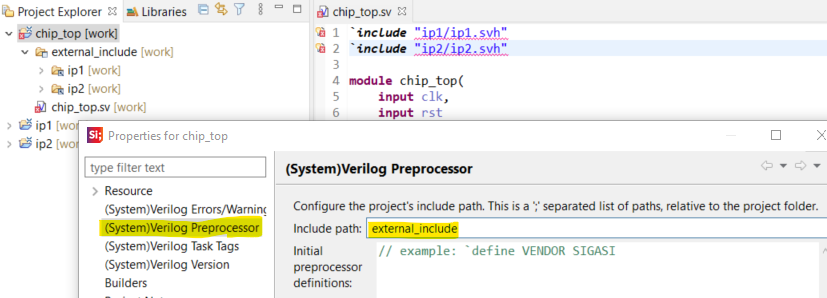 Project Explorer
Libraries
chip_top [work]
external_include [work]
ip1 [work]
ip2 [work]
chip_top.sv [work]
ip1 [wo
ip2 [wo
chip_top.sv
1 `include "ip1/ip1.svh"
2 `include "ip2/ip2.svh"
3
4 module chip_top(
5 input clk,
6 input rst
Si; Properties for chip_top
type filter text
Resource
(System)Verilog Errors/Warning
(System)Verilog Preprocessor
(System)Verilog Task Tags
(System)Verilog Version
Builders
(System)Verilog Preprocessor
Configure the project's include path. This is a ';' separated list of paths, relative to the project folder.
Include path: external_include
Initial preprocessor definitions:
// example: `define VENDOR SIGASI